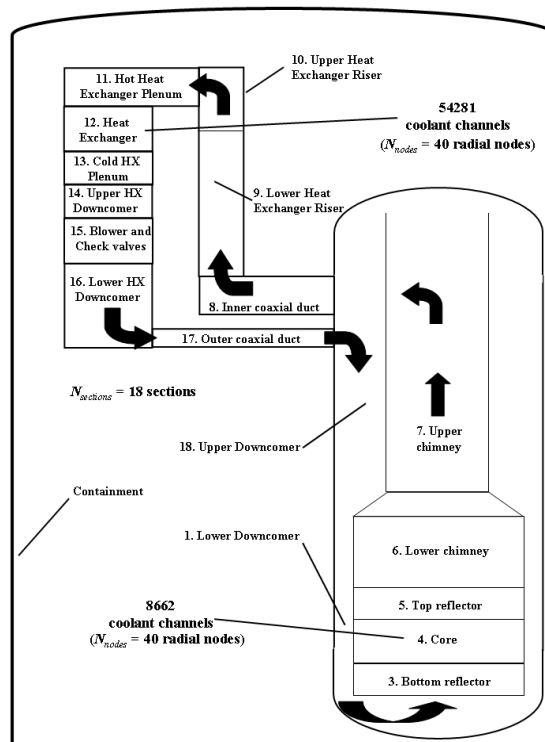 10. Upper Heat
Exchanger Riser
11. Hot Heat
Exchanger Plenum
54281
coolant channels
(Nnodes = 40 radial nodes)
12. Heat
Exchanger
13. Cold HX
Plenum
14. Upper HX
Downcomer
9. Lower Heat
Exchanger Riser
15. Blower and
Check valves
16. Lower HX
Downcomer
8. Inner coaxial duct
17. Outer coaxial duct
Nsections = 18 sections
7. Upper
chimney
18. Upper Downcomer
Containment
1. Lower Downcomer
6. Lower chimney
8662
coolant channels
(Nnodes = 40 radial nodes)
5. Top reflector
4. Core
3. Bottom reflector